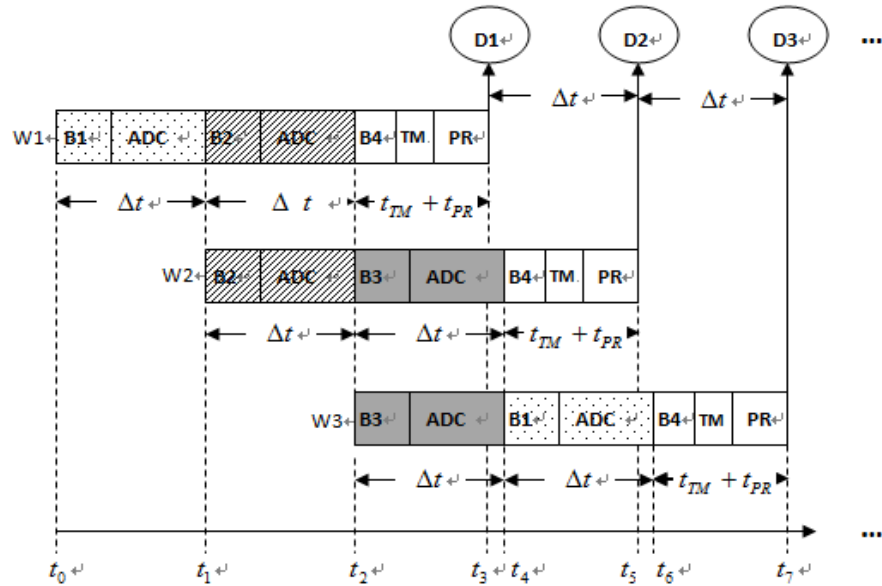 D1↵ D2↵ D3↵ ...
Δt ↵ Δt ↵
W1↵ B1↵ ADC ↵ B2↵ ADC↵ B4↵ TM. PR↵
Δt ↵ Δ t ↵ t_TM + t_PR ↵
W2↵ B2↵ ADC↵ B3↵ ADC ↵ B4↵ TM. PR↵
Δt ↵ Δt ↵ t_TM + t_PR ↵
W3↵ B3↵ ADC ↵ B1↵ ADC ↵ B4↵ TM PR↵
Δt ↵ Δt ↵ t_TM + t_PR ↵
...
t₀ ↵ t₁ ↵ t₂ ↵ t₃ ↵ t₄ ↵ t₅ ↵ t₆ ↵ t₇ ↵